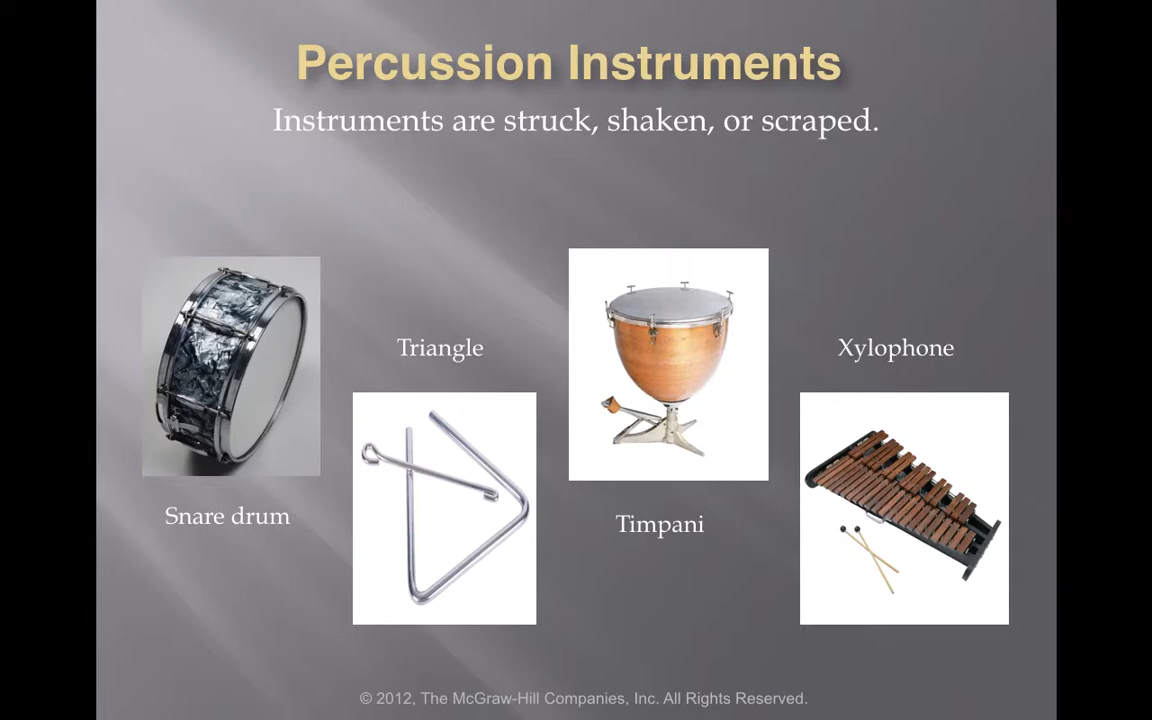 Percussion Instruments
Instruments are struck, shaken, or scraped.
Triangle
Xylophone
Snare drum
Timpani
© 2012, The McGraw-Hill Companies, Inc. All Rights Reserved.